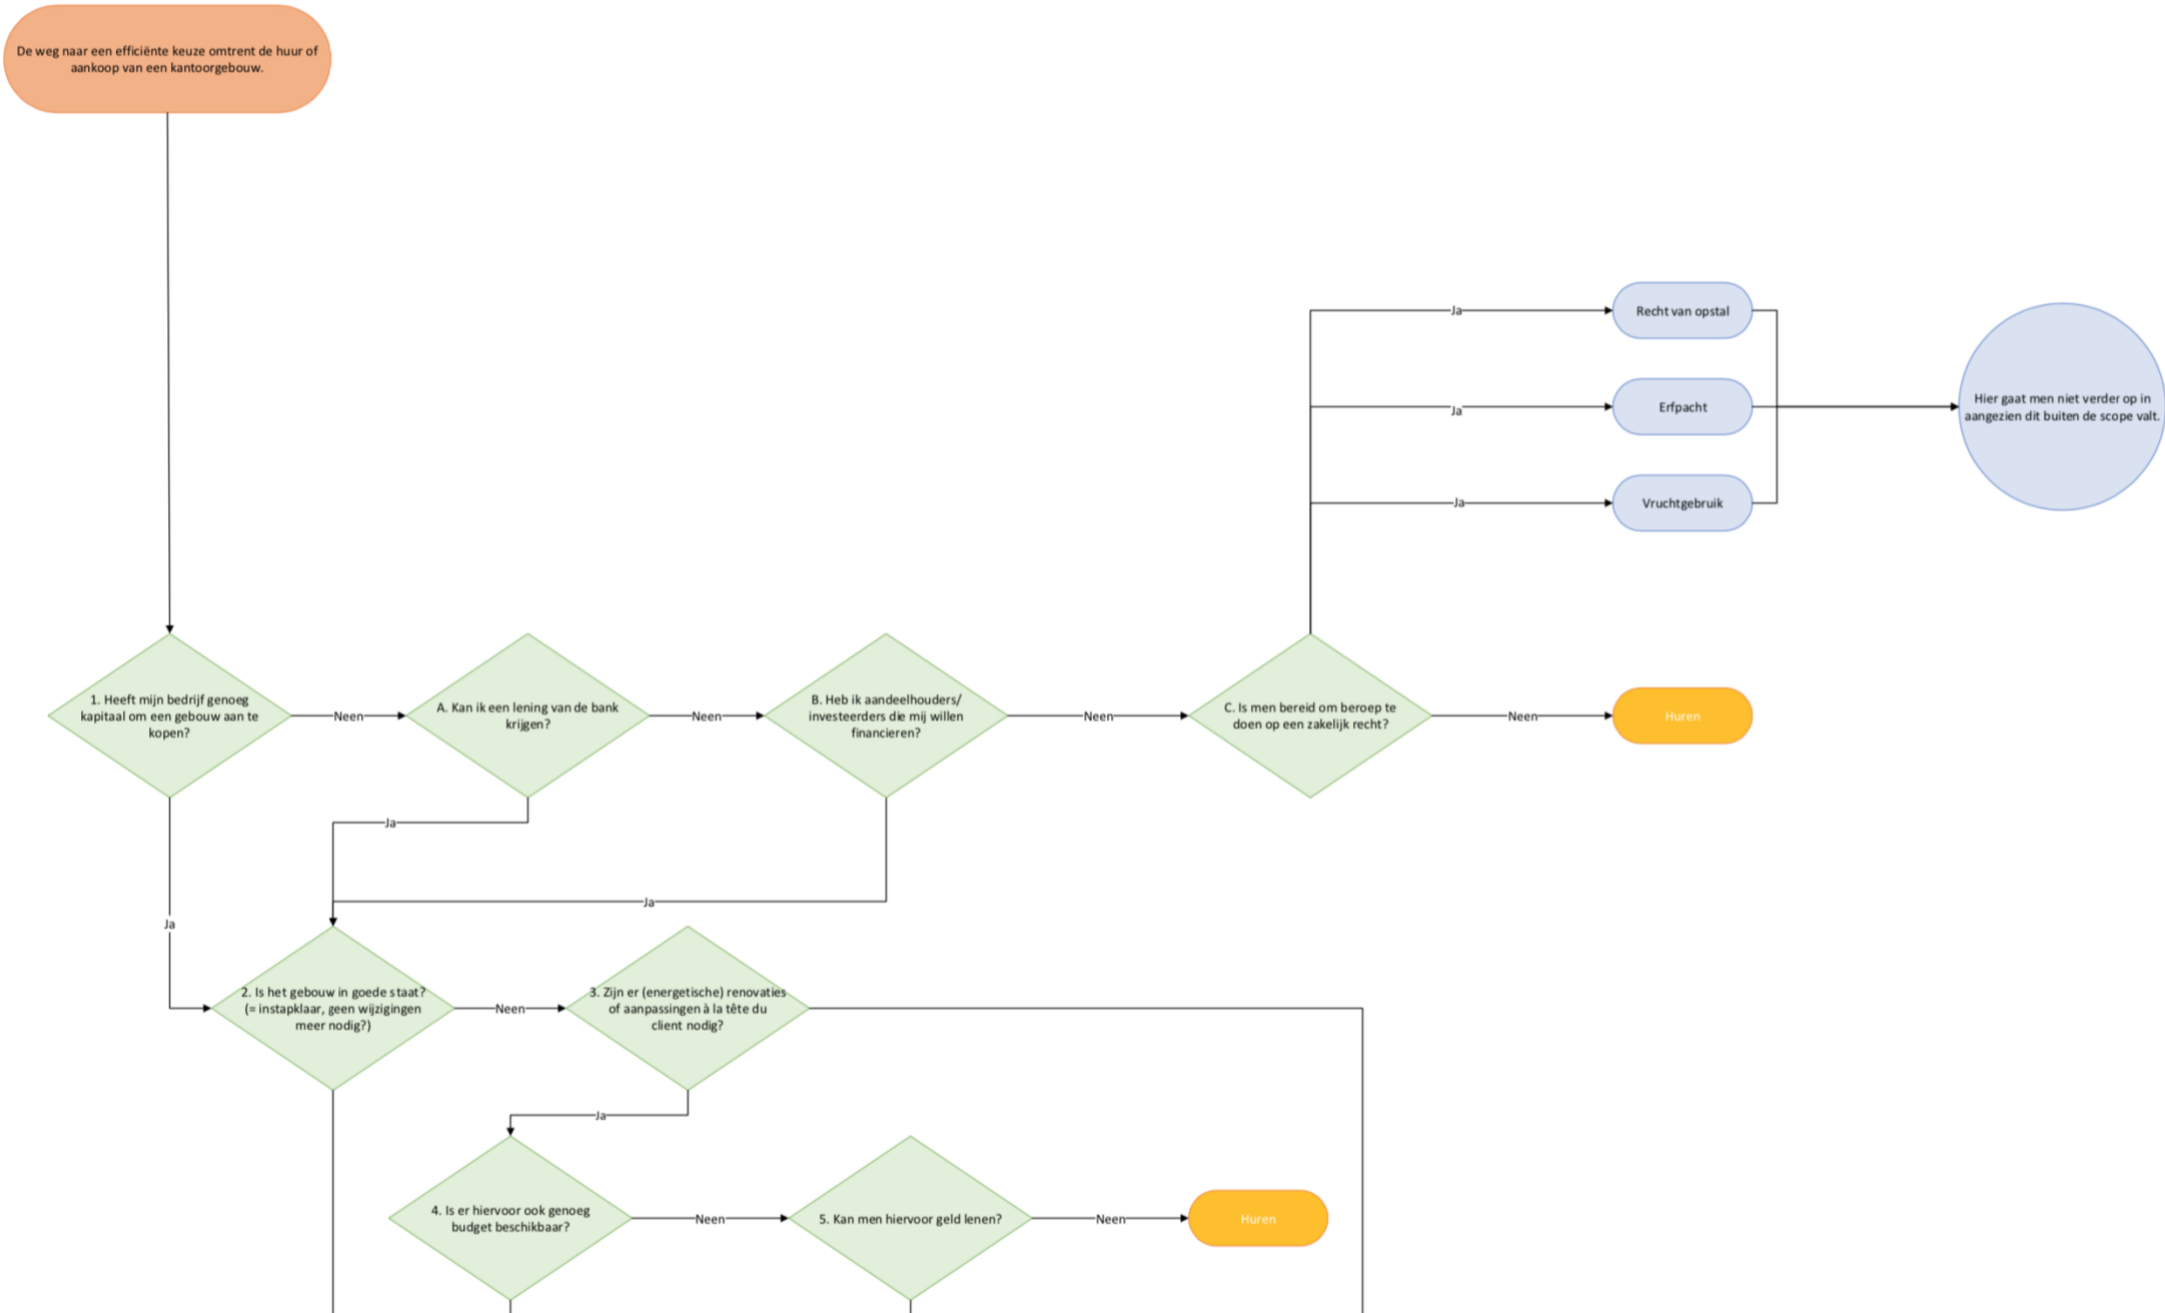 De weg naar een efficiënte keuze omtrent de huur of
aankoop van een kantoorgebouw.
Ja
Recht van opstal
Ja
Erfpacht
Hier gaat men niet verder op in
aangezien dit buiten de scope valt.
Ja
Vruchtgebruik
1. Heeft mijn bedrijf genoeg
kapitaal om een gebouw aan te
kopen?
Neen
A. Kan ik een lening van de bank
krijgen?
Neen
B. Heb ik aandeelhouders/
investeerders die mij willen
financieren?
Neen
C. Is men bereid om beroep te
doen op een zakelijk recht?
Neen
Huren
Ja
Ja
Ja
2. Is het gebouw in goede staat?
(= instapklaar, geen wijzigingen
meer nodig?)
Neen
3. Zijn er (energetische) renovaties
of aanpassingen à la tête du
client nodig?
Ja
4. Is er hiervoor ook genoeg
budget beschikbaar?
Neen
5. Kan men hiervoor geld lenen?
Neen
Huren